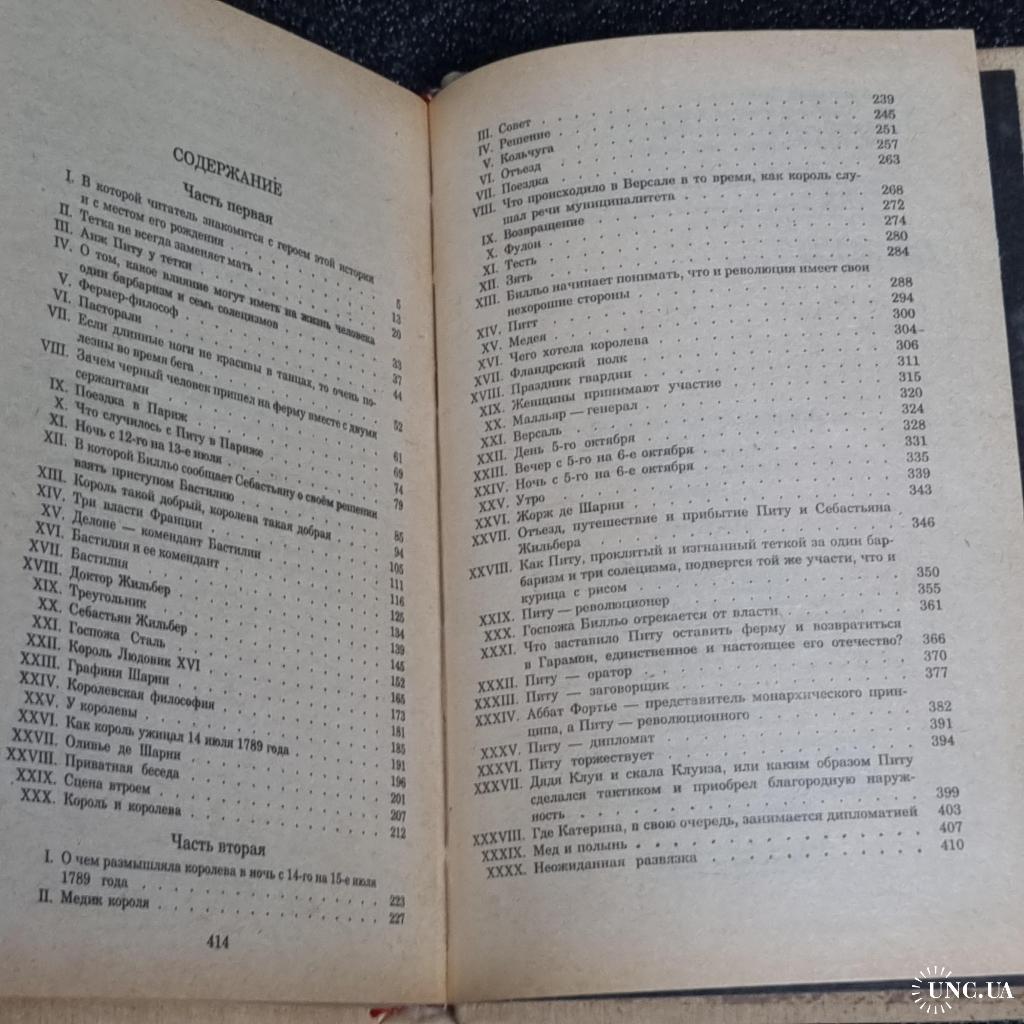 СОДЕРЖАНИЕ
Часть первая
I. В которой читатель знакомится с героем этой истории
и с местом его рождения . . . . . . . 5
II. Тетка не всегда заменяет мать . . . . . . 13
III. Анж Питу у тетки . . . . . . . . 20
IV. О том, какое влияние могут иметь на жизнь человека
один барбаризм и семь солецизмов . . . . . 33
V. Фермер-философ . . . . . . . . 37
VI. Пасторали . . . . . . . . . 44
VII. Если длинные ноги не красивы в танцах, то очень по-
лезны во время бега . . . . . . . 52
VIII. Зачем черный человек пришел на ферму вместе с двумя
сержантами . . . . . . . . . 61
IX. Поездка в Париж . . . . . . . . 69
X. Что случилось с Питу в Париже . . . . . 74
XI. Ночь с 12-го на 13-е июля . . . . . . 79
XII. В которой Билльо сообщает Себастьяну о своём решении
взять приступом Бастилию . . . . . . 85
XIII. Король такой добрый, королева такая добрая . . 94
XIV. Три власти Франции . . . . . . . 105
XV. Делоне — комендант Бастилии . . . . . 111
XVI. Бастилия и ее комендант . . . . . . 116
XVII. Бастилия . . . . . . . . . 125
XVIII. Доктор Жильбер . . . . . . . . 134
XIX. Треугольник . . . . . . . . . 139
XX. Себастьян Жильбер . . . . . . . 145
XXI. Госпожа Сталь . . . . . . . . 152
XXII. Король Людовик XVI . . . . . . . 165
XXIII. Графиня Шарни . . . . . . . . 173
XXIV. Королевская философия . . . . . . 181
XXV. У королевы . . . . . . . . . 185
XXVI. Как король ужинал 14 июля 1789 года . . . . 191
XXVII. Оливье де Шарни . . . . . . . . 196
XXVIII. Приватная беседа . . . . . . . . 201
XXIX. Сцена втроем . . . . . . . . . 207
XXX. Король и королева . . . . . . . . 212
Часть вторая
I. О чем размышляла королева в ночь с 14-го на 15-е июля
1789 года . . . . . . . . . 223
II. Медик короля . . . . . . . . . 227
414
III. Совет . . . . . . . . . . 239
IV. Решение . . . . . . . . . 245
V. Кольчуга . . . . . . . . . 251
VI. Отъезд . . . . . . . . . . 257
VII. Поездка . . . . . . . . . 263
VIII. Что происходило в Версале в то время, как король слу-
шал речи муниципалитета . . . . . . 268
IX. Возвращение . . . . . . . . . 272
X. Фулон . . . . . . . . . . 274
XI. Тесть . . . . . . . . . . 280
XII. Зять . . . . . . . . . . 284
XIII. Билльо начинает понимать, что и революция имеет свои
нехорошие стороны . . . . . . . 288
XIV. Питт . . . . . . . . . . 294
XV. Медея . . . . . . . . . . 300
XVI. Чего хотела королева . . . . . . . 304
XVII. Фландрский полк . . . . . . . . 306
XVIII. Праздник гвардии . . . . . . . . 311
XIX. Женщины принимают участие . . . . . 315
XX. Малльяр — генерал . . . . . . . 320
XXI. Версаль . . . . . . . . . 324
XXII. День 5-го октября . . . . . . . 328
XXIII. Вечер с 5-го на 6-е октября . . . . . 331
XXIV. Ночь с 5-го на 6-е октября . . . . . 335
XXV. Утро . . . . . . . . . . 339
XXVI. Жорж де Шарни . . . . . . . . 343
XXVII. Отъезд, путешествие и прибытие Питу и Себастьяна
Жильбера . . . . . . . . . 346
XXVIII. Как Питу, проклятый и изгнанный теткой за один бар-
баризм и три солецизма, подвергся той же участи, что и
курица с рисом . . . . . . . . 350
XXIX. Питу — революционер . . . . . . . 355
XXX. Госпожа Билльо отрекается от власти . . . . 361
XXXI. Что заставило Питу оставить ферму и возвратиться
в Гарамон, единственное и настоящее его отечество? 366
XXXII. Питу — оратор . . . . . . . . 370
XXXIII. Питу — заговорщик . . . . . . . 377
XXXIV. Аббат Фортье — представитель монархического прин-
ципа, а Питу — революционного . . . . . 382
XXXV. Питу — дипломат . . . . . . . . 391
XXXVI. Питу торжествует . . . . . . . . 394
XXXVII. Дядя Клуи и скала Клуиза, или каким образом Питу
сделался тактиком и приобрел благородную наруж-
ность . . . . . . . . . . 399
XXXVIII. Где Катерина, в свою очередь, занимается дипломатией 403
XXXIX. Мед и полынь . . . . . . . . . 407
XXXX. Неожиданная развязка . . . . . . . 410
UNC.UA